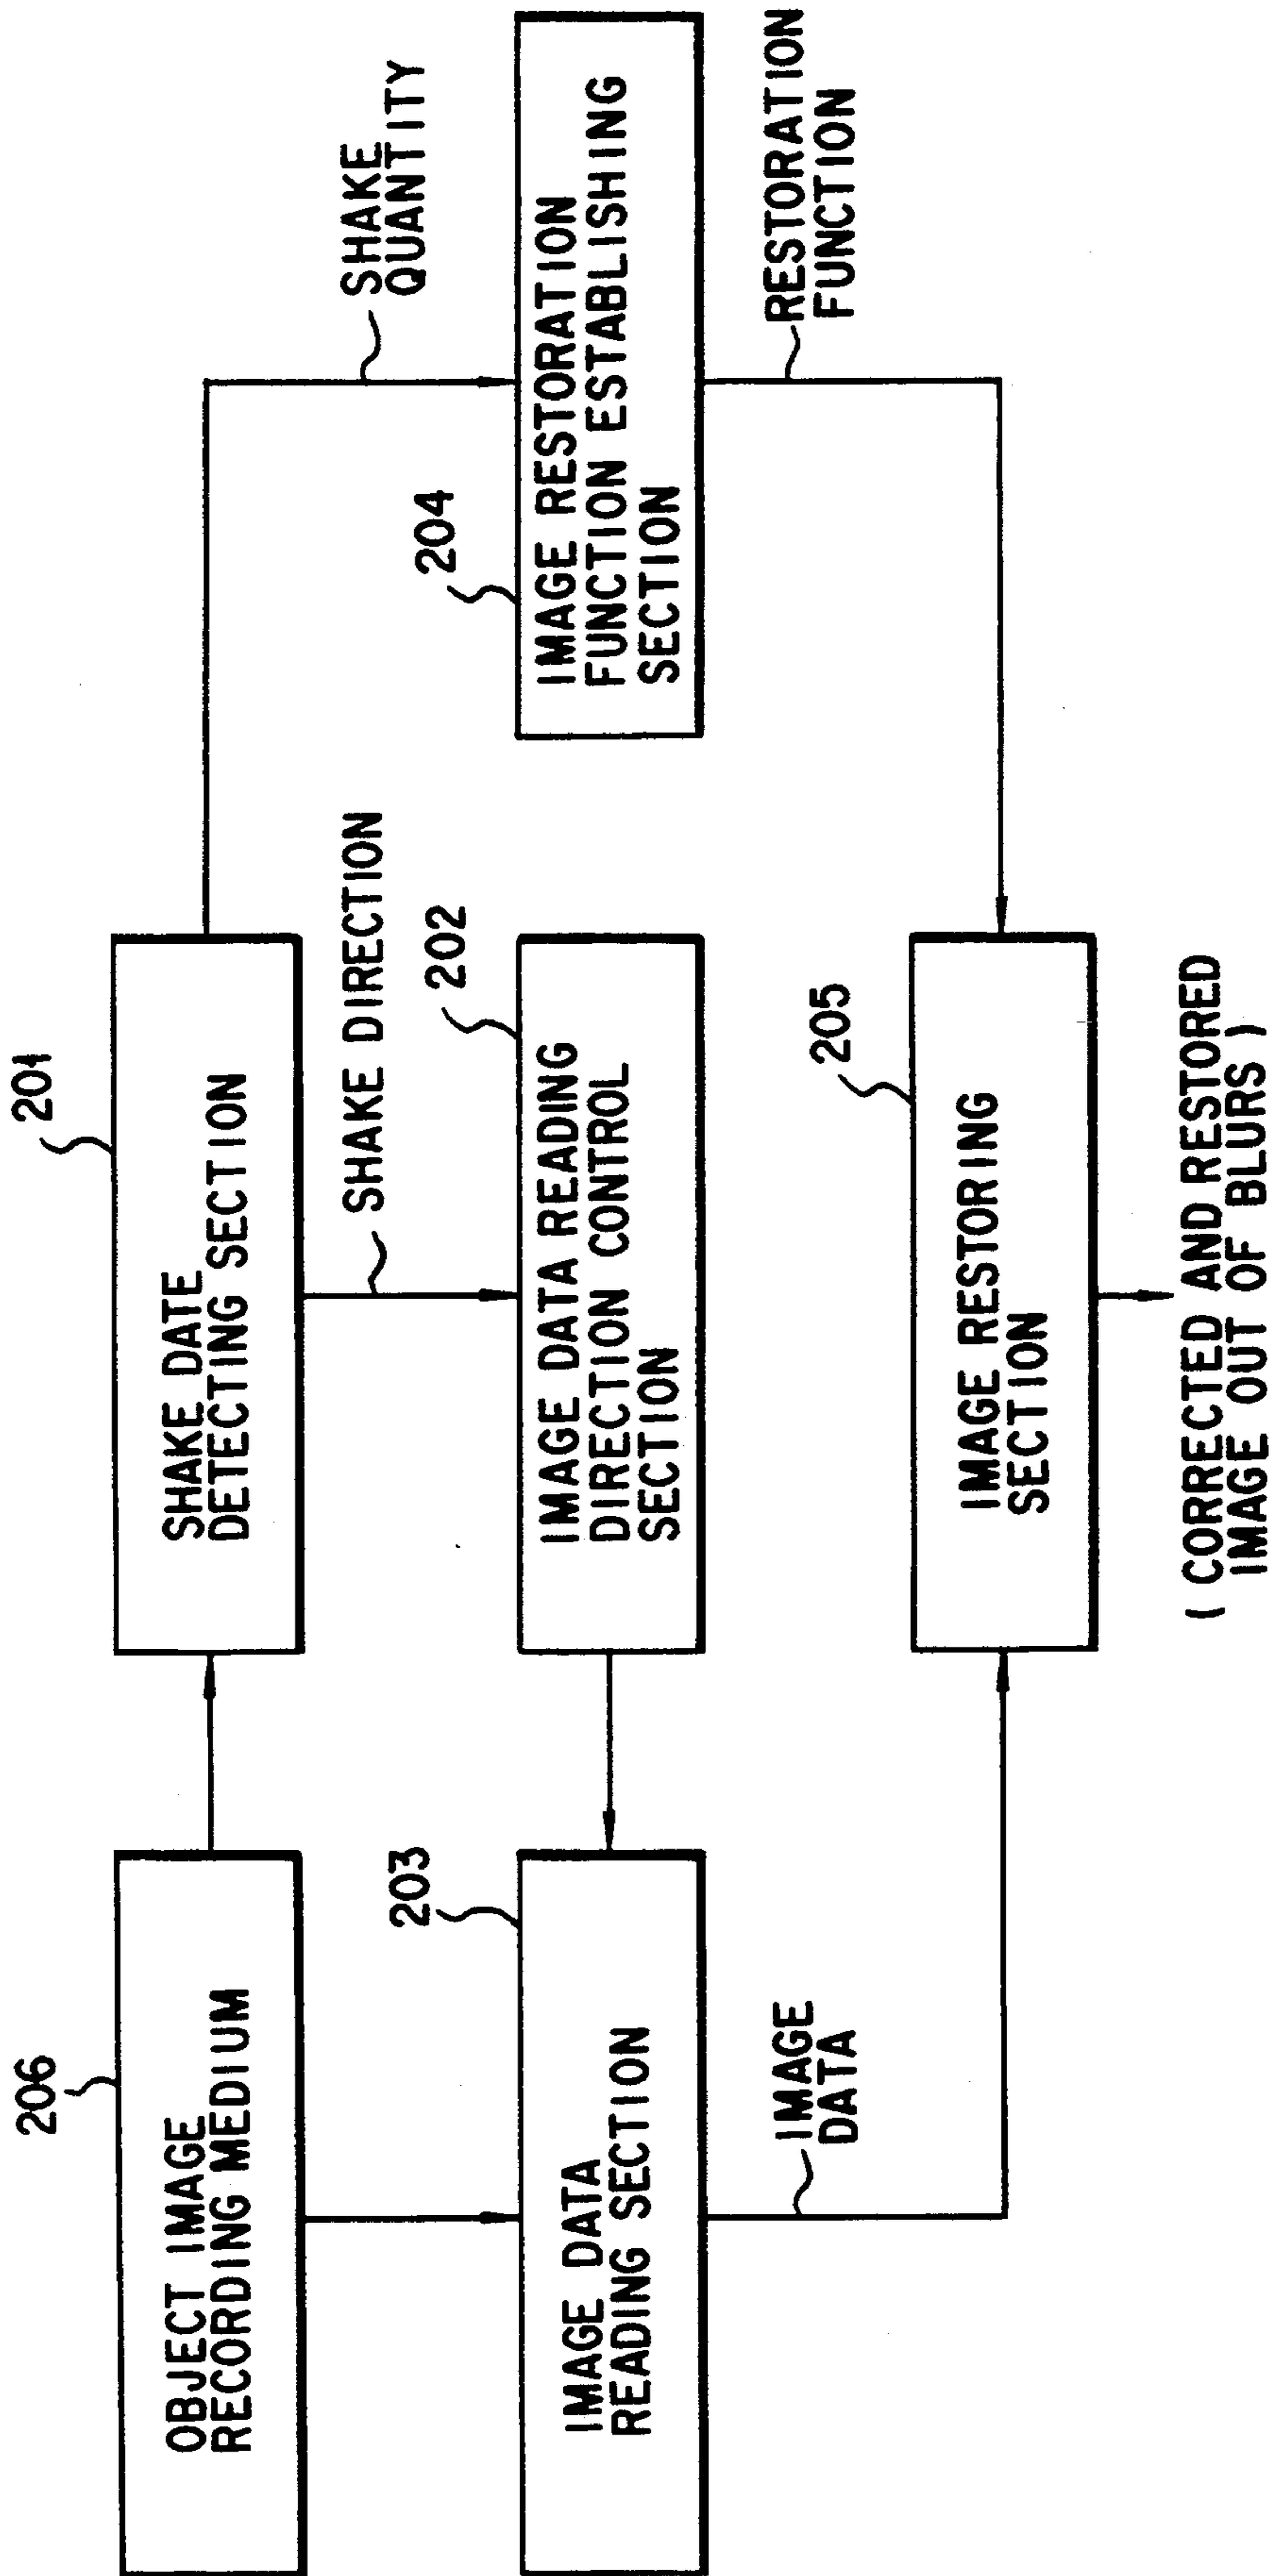 206
OBJECT IMAGE
RECORDING MEDIUM
201
SHAKE DATE
DETECTING SECTION
SHAKE DIRECTION
SHAKE
QUANTITY
203
IMAGE DATA
READING SECTION
202
IMAGE DATA READING
DIRECTION CONTROL
SECTION
204
IMAGE RESTORATION
FUNCTION ESTABLISHING
SECTION
IMAGE
DATA
RESTORATION
FUNCTION
205
IMAGE RESTORING
SECTION
( CORRECTED AND RESTORED
IMAGE OUT OF BLURS )